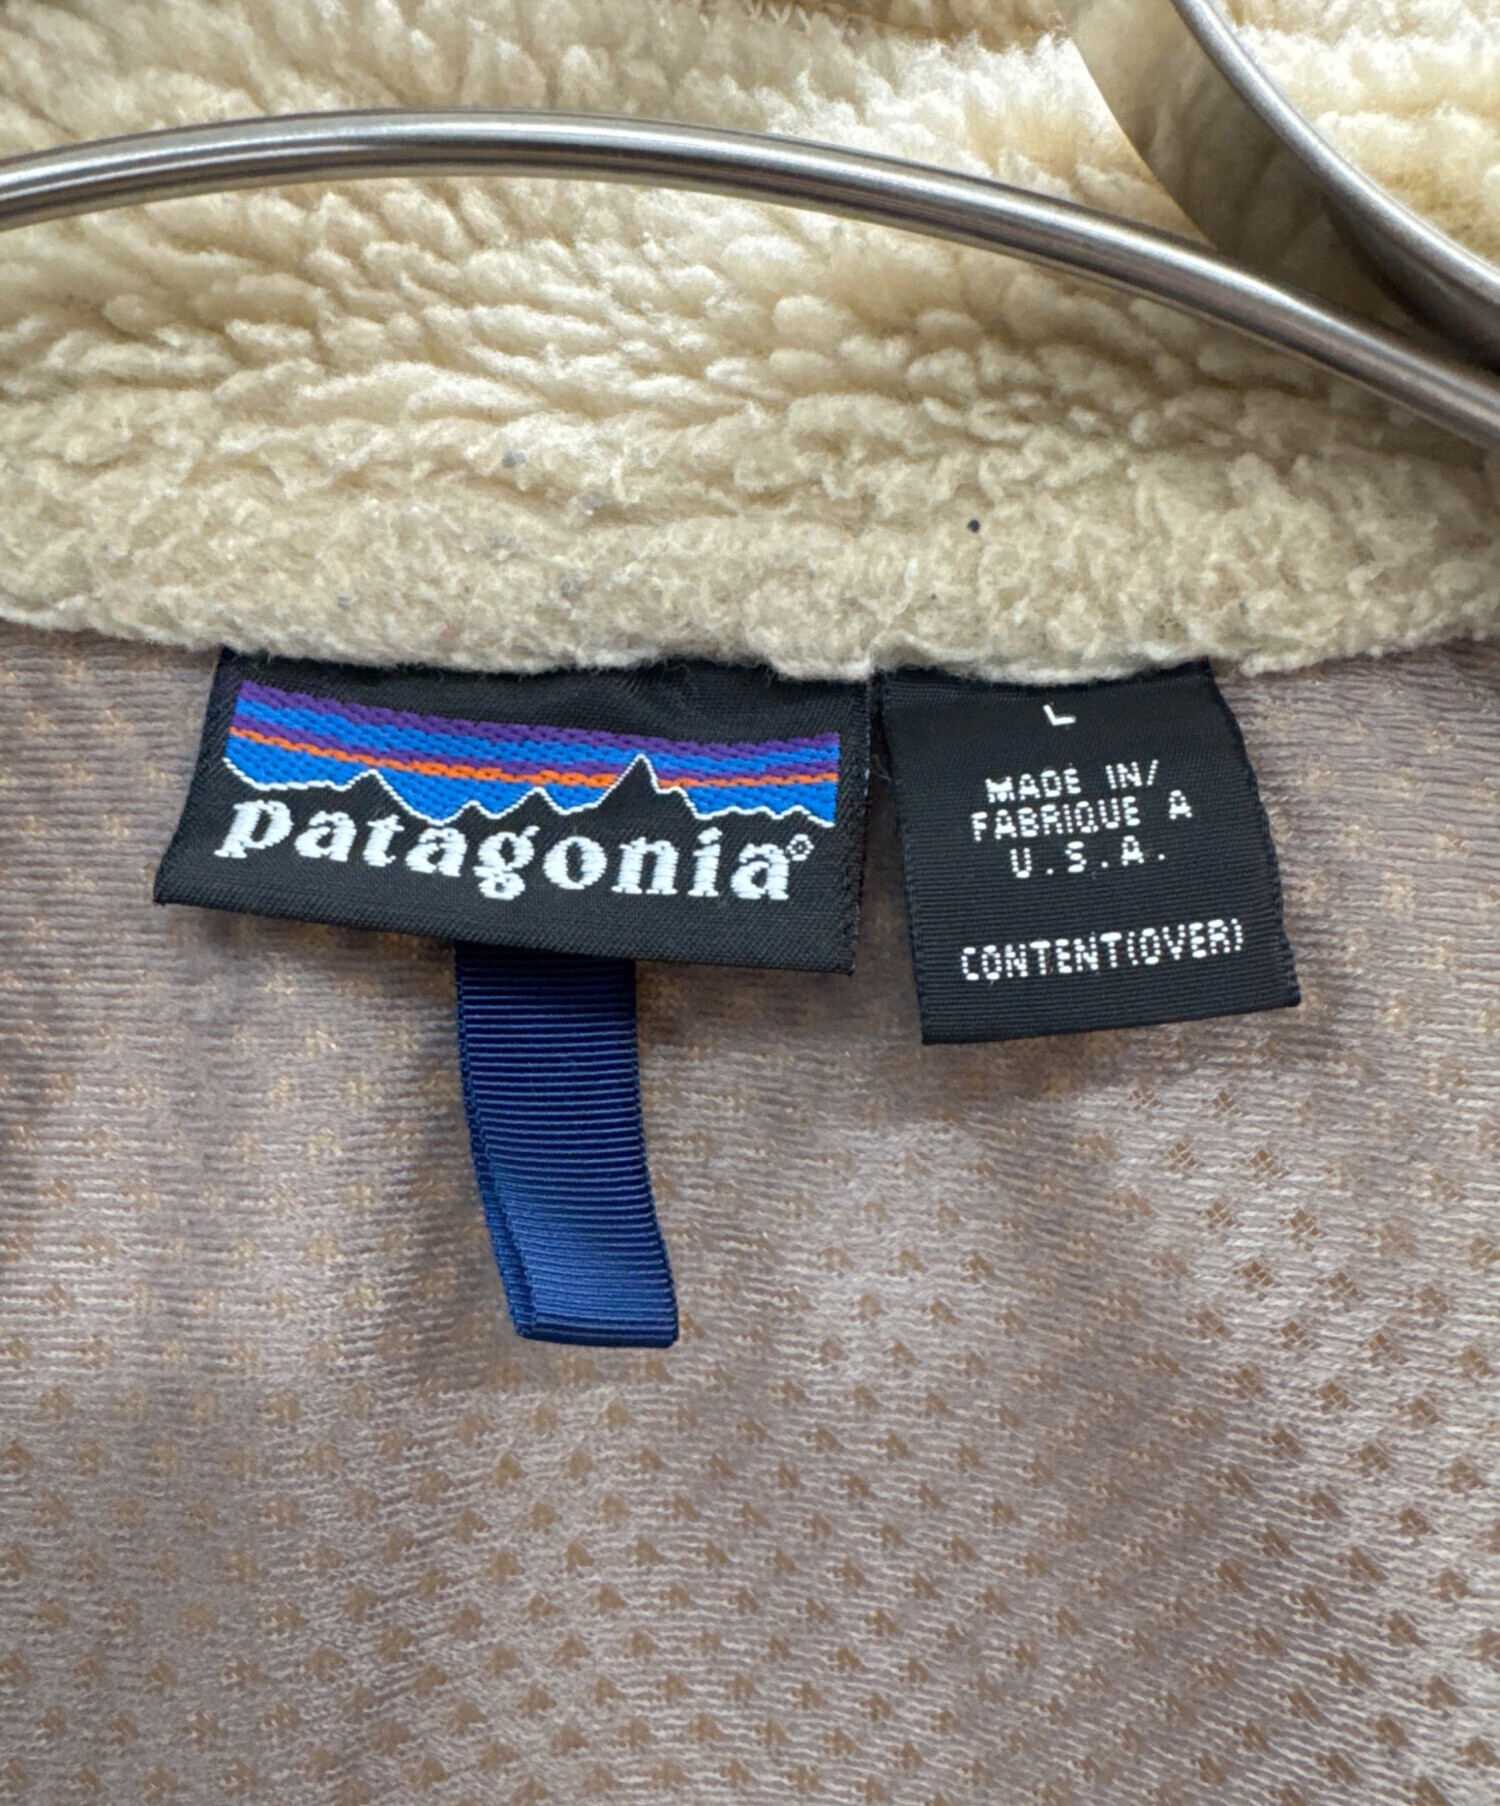 patagonia®
L
MADE IN/
FABRIQUE A
U.S.A.
CONTENT(OVER)